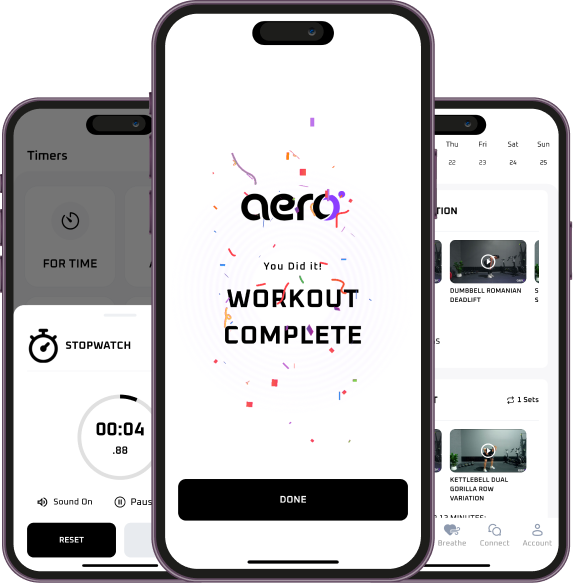 Timers
FOR TIME
STOPWATCH
00:04
.88
Sound On
RESET
aero
You Did it!
WORKOUT
COMPLETE
DONE
Thu Fri Sat Sun
22 23 24 25
DUMBBELL ROMANIAN
DEADLIFT
1 Sets
KETTLEBELL DUAL
GORILLA ROW
VARIATION
12 MINUTES:
Breathe Connect Account